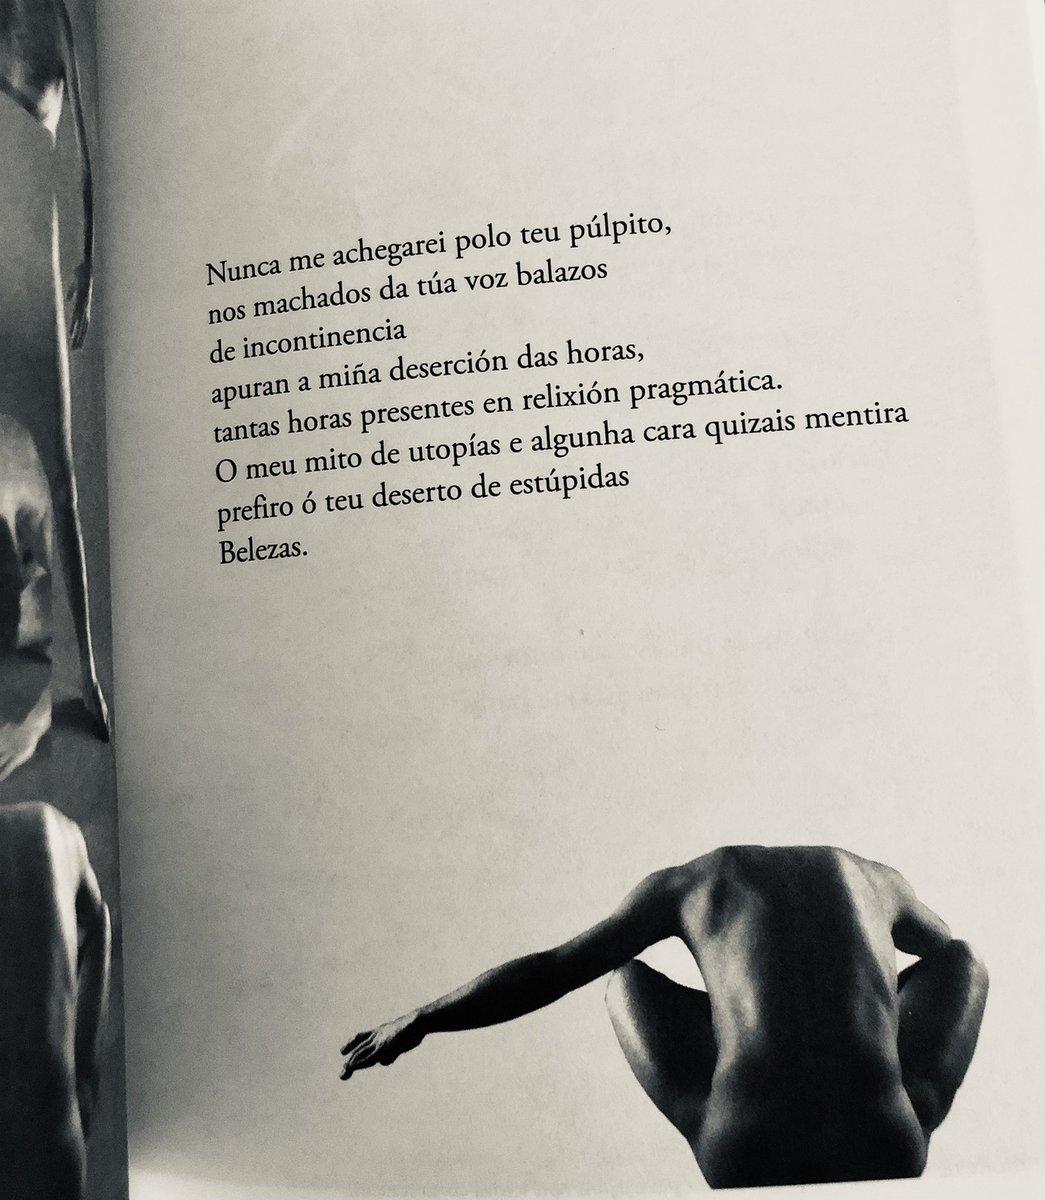 Nunca me achegarei polo teu púlpito,
nos machados da túa voz balazos
de incontinencia
apuran a miña deserción das horas,
tantas horas presentes en relixión pragmática.
O meu mito de utopías e algunha cara quizais mentira
prefiro ó teu deserto de estúpidas
Belezas.